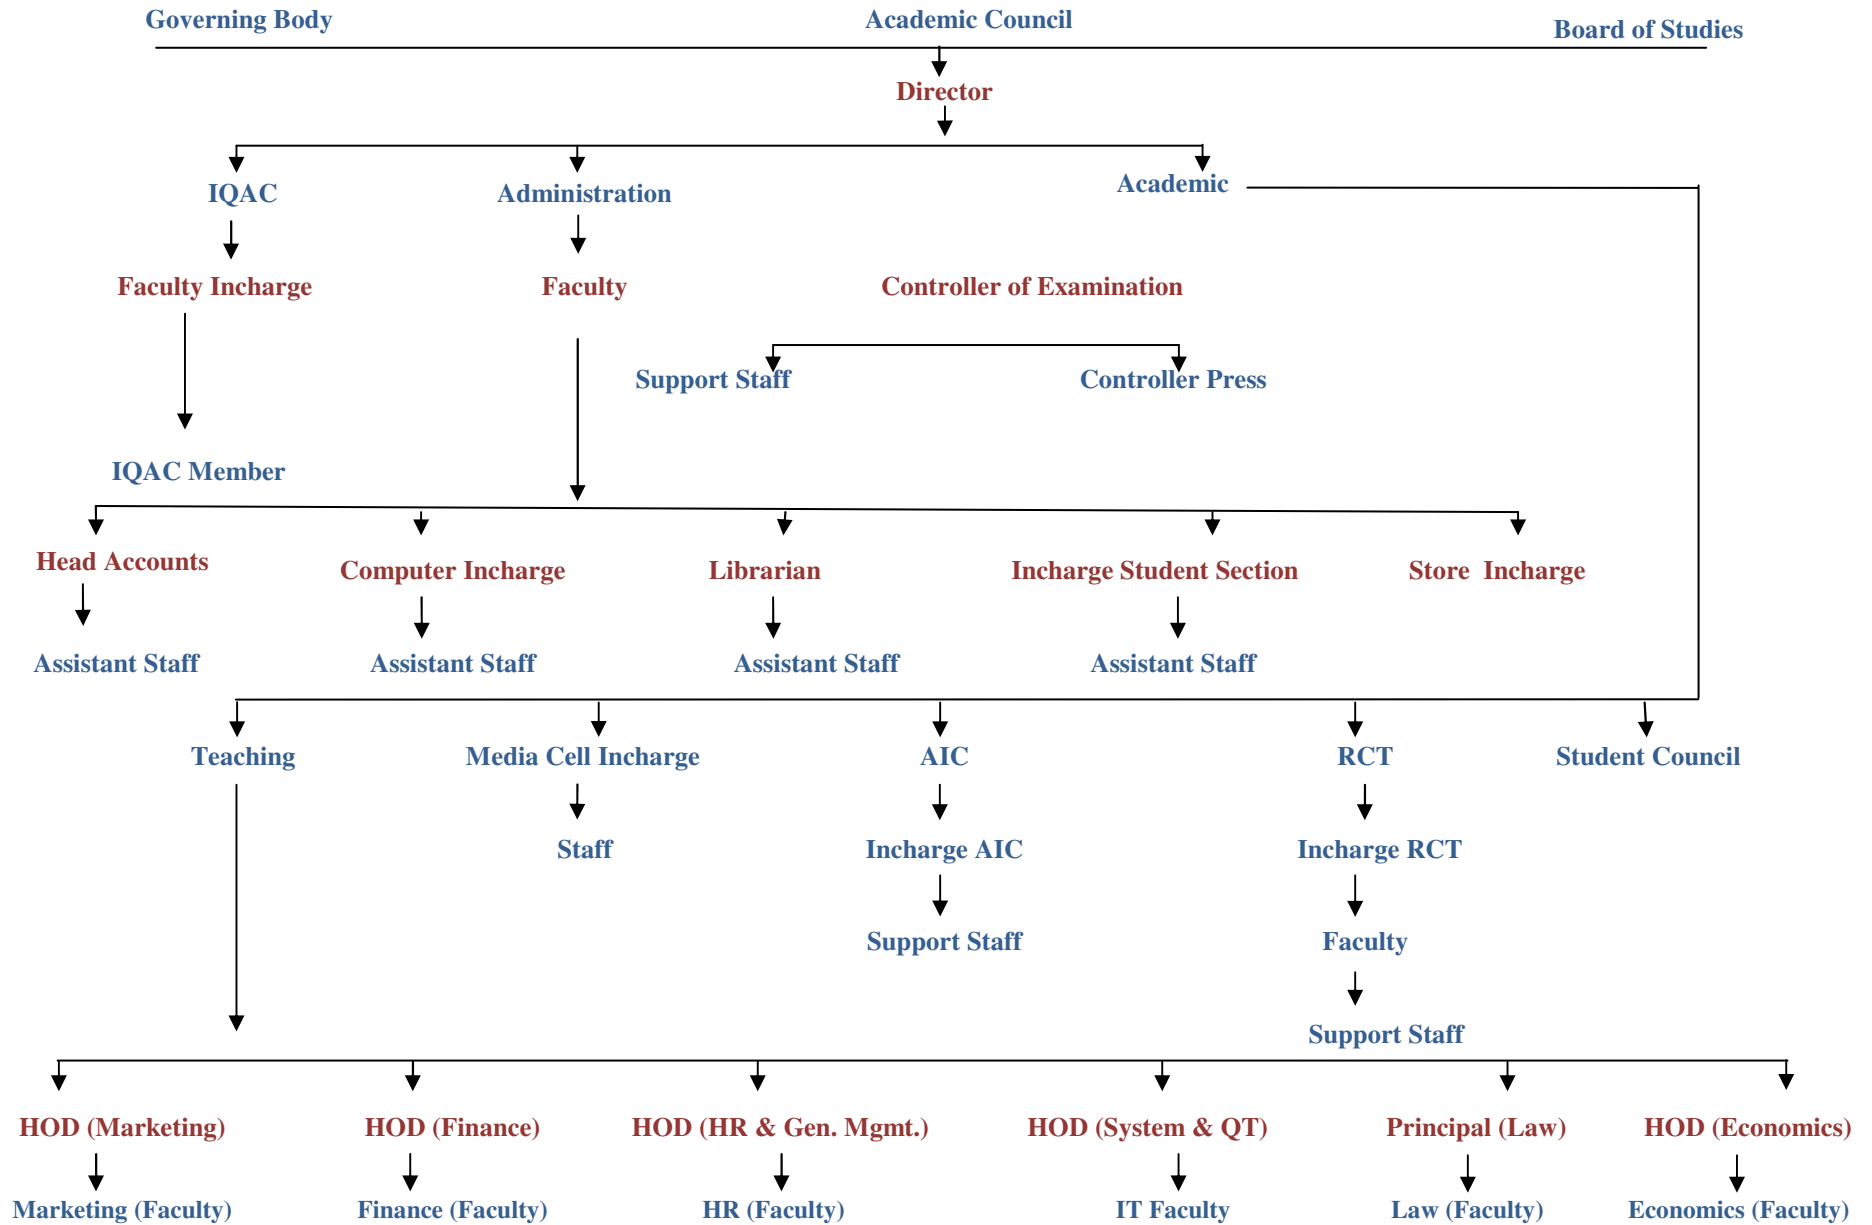 Governing Body
Academic Council
Board of Studies
Director
IQAC
Administration
Academic
Faculty Incharge
Faculty
Controller of Examination
Support Staff
Controller Press
IQAC Member
Head Accounts
Computer Incharge
Librarian
Incharge Student Section
Store Incharge
Assistant Staff
Assistant Staff
Assistant Staff
Assistant Staff
Teaching
Media Cell Incharge
AIC
RCT
Student Council
Staff
Incharge AIC
Incharge RCT
Support Staff
Faculty
Support Staff
HOD (Marketing)
HOD (Finance)
HOD (HR & Gen. Mgmt.)
HOD (System & QT)
Principal (Law)
HOD (Economics)
Marketing (Faculty)
Finance (Faculty)
HR (Faculty)
IT Faculty
Law (Faculty)
Economics (Faculty)